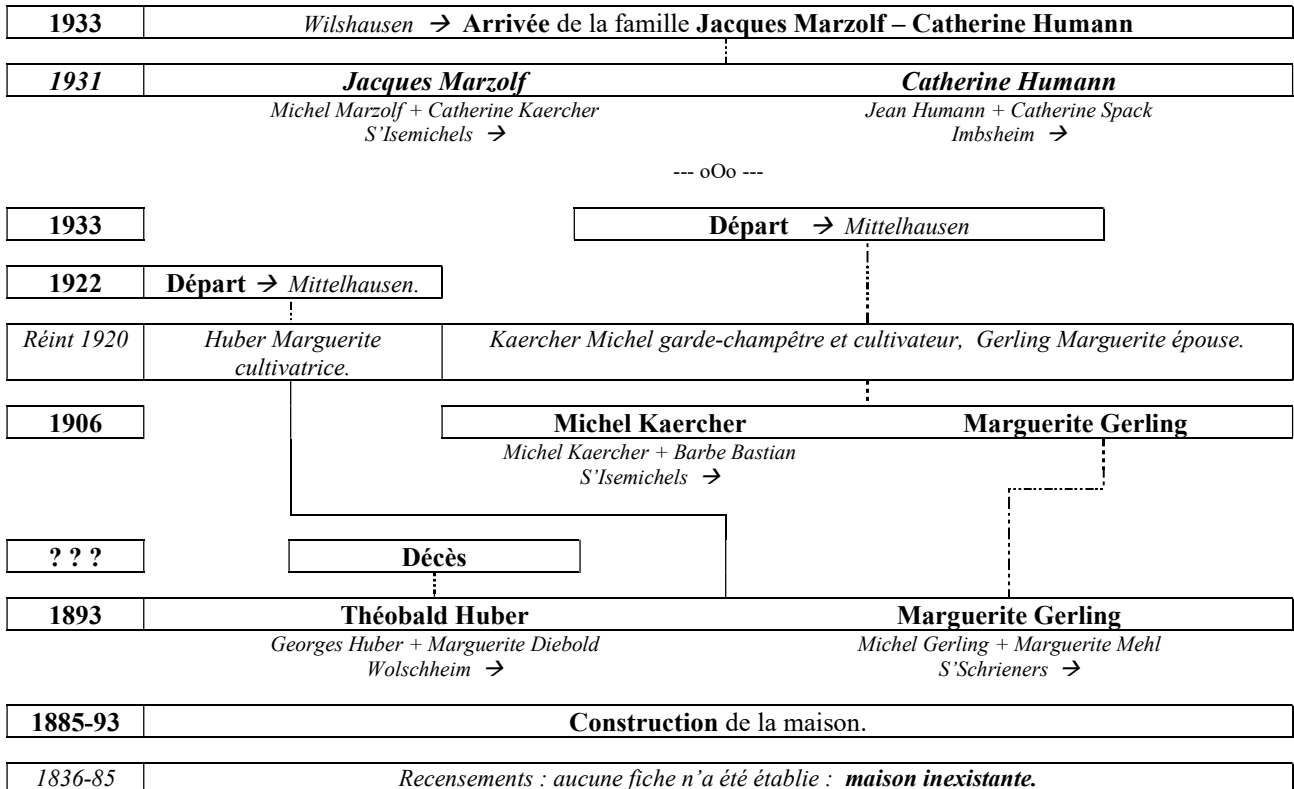 1933 Wilshausen → Arrivée de la famille Jacques Marzolf – Catherine Humann
1931 Jacques Marzolf Catherine Humann
Michel Marzolf + Catherine Kaercher Jean Humann + Catherine Spack
S'Isemichels → Imbsheim →
--- oOo ---
1933 Départ → Mittelhausen
1922 Départ → Mittelhausen.
Réint 1920 Huber Marguerite Kaercher Michel garde-champêtre et cultivateur, Gerling Marguerite épouse.
cultivatrice.
1906 Michel Kaercher Marguerite Gerling
Michel Kaercher + Barbe Bastian
S'Isemichels →
? ? ? Décès
1893 Théobald Huber Marguerite Gerling
Georges Huber + Marguerite Diebold Michel Gerling + Marguerite Mehl
Wolschheim → S'Schrieners →
1885-93 Construction de la maison.
1836-85 Recensements : aucune fiche n'a été établie : maison inexistante.